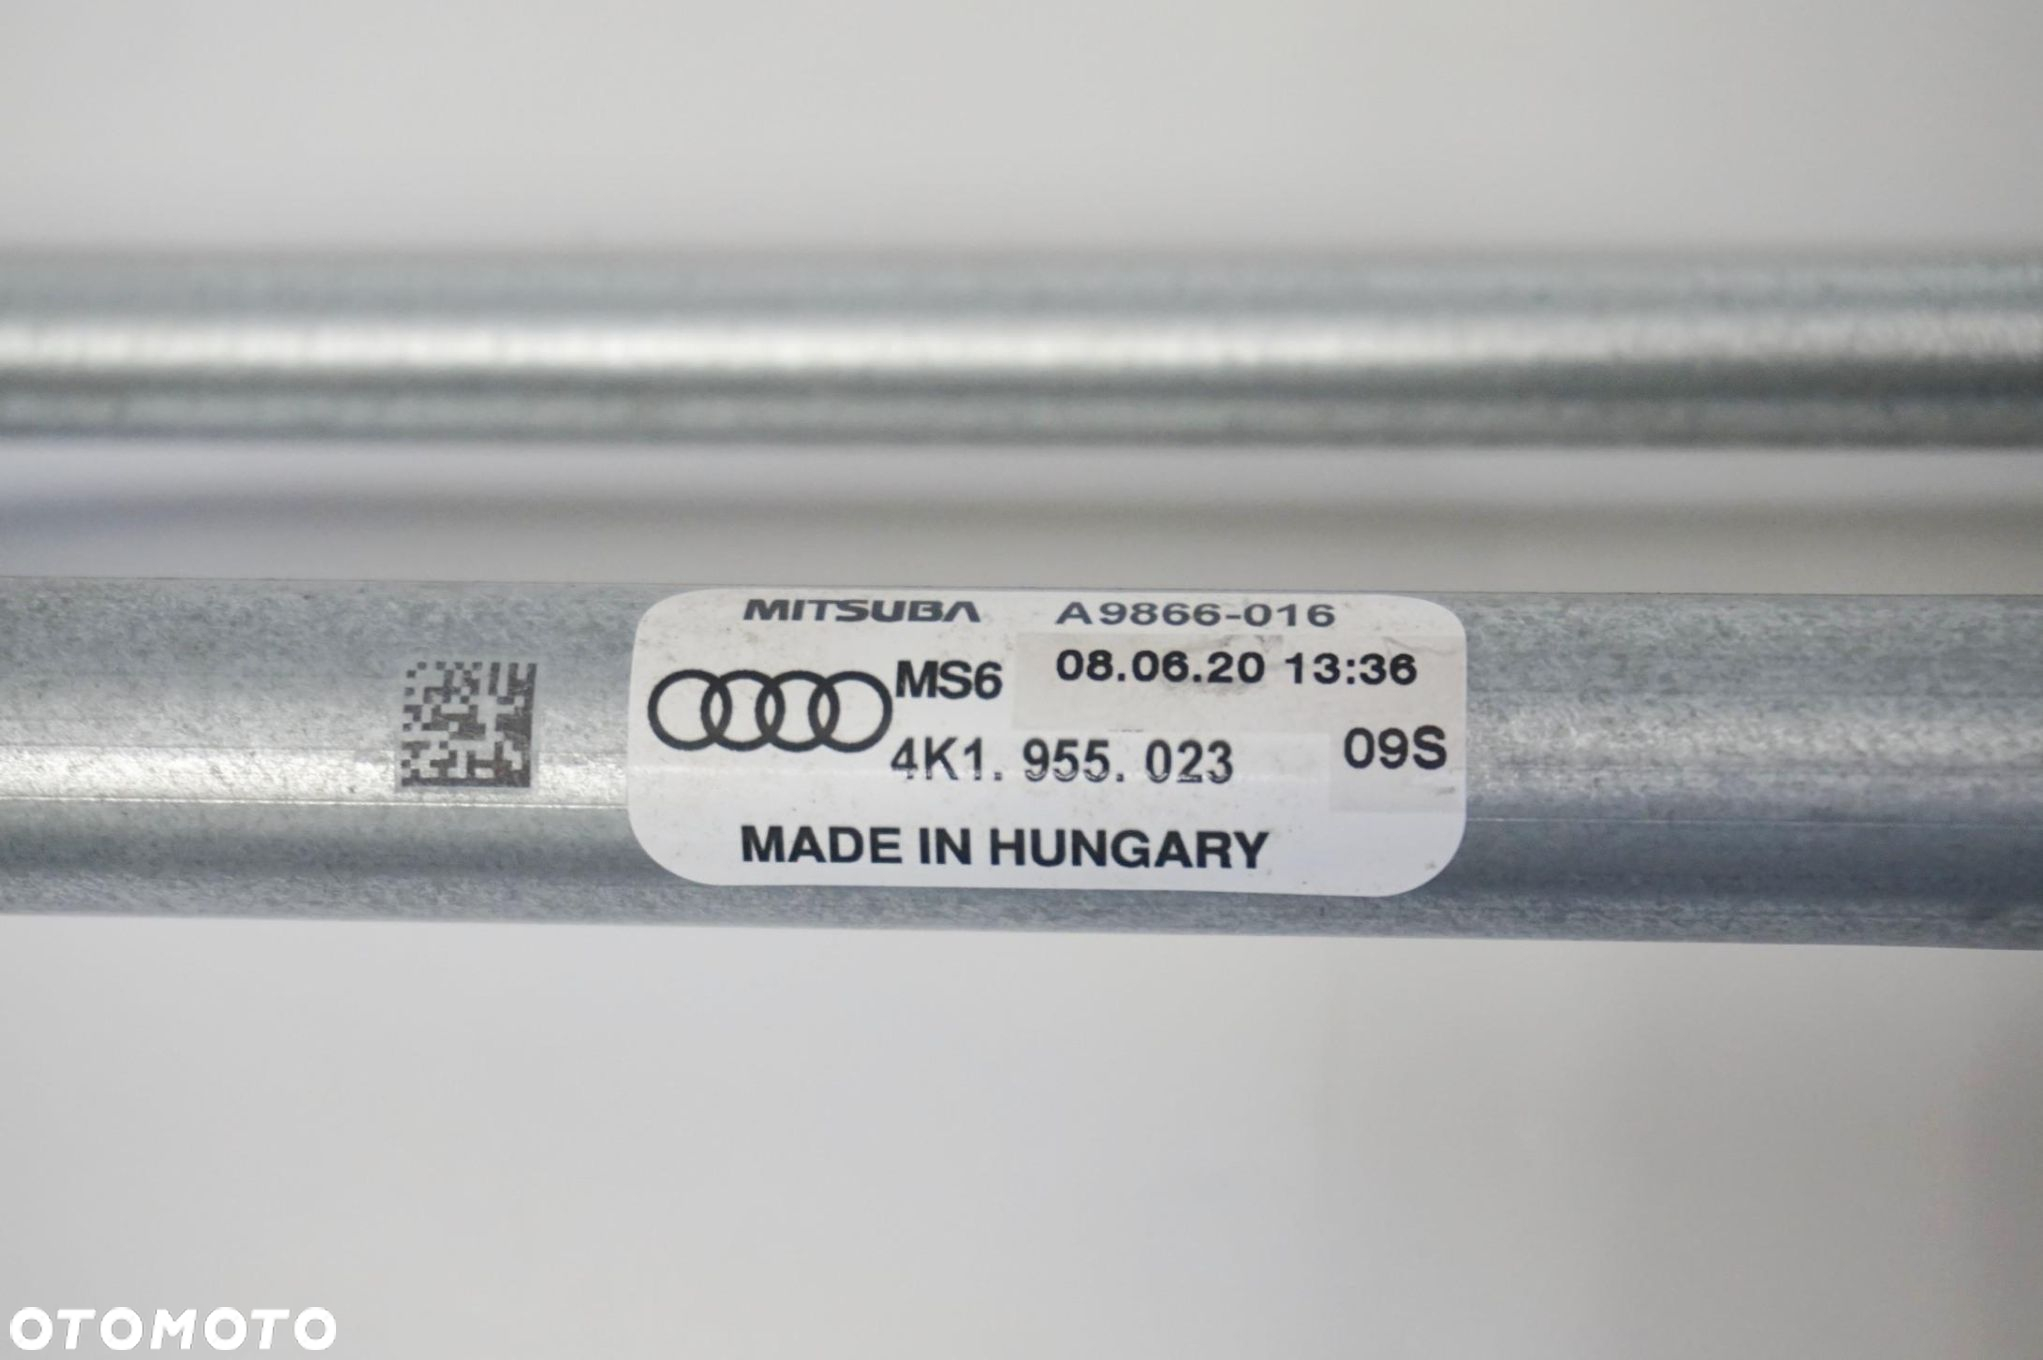 MITSUBA A9866-016
MS6 08.06.20 13:36
4K1. 955. 023 09S
MADE IN HUNGARY
OTOMOTO